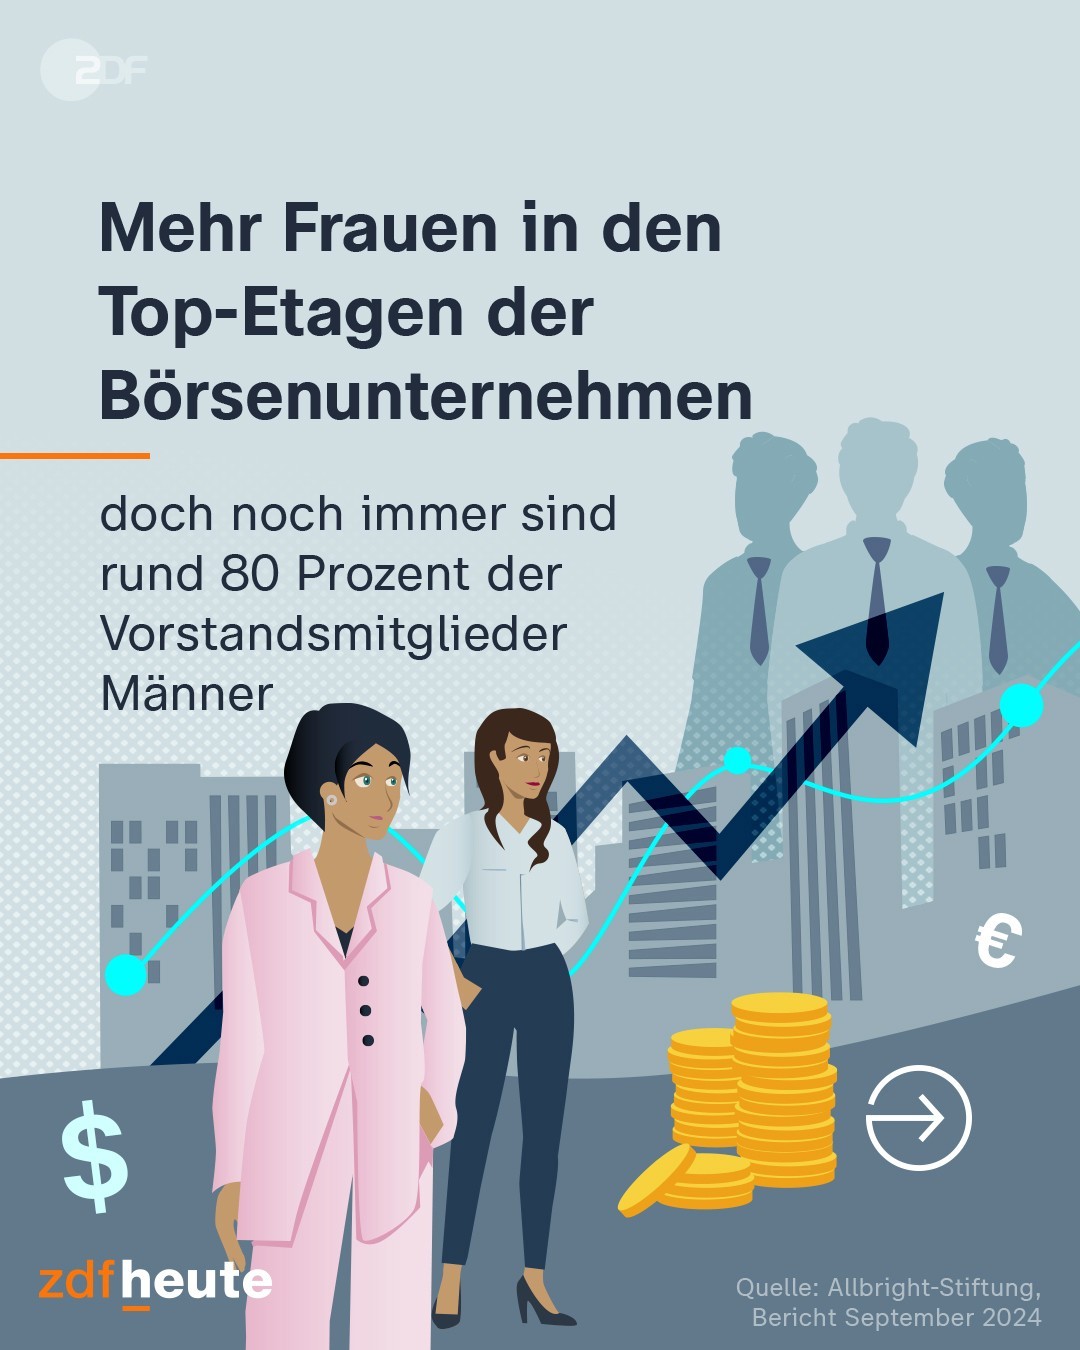 ZDF
Mehr Frauen in den
Top-Etagen der
Börsenunternehmen
doch noch immer sind
rund 80 Prozent der
Vorstandsmitglieder
Männer
€
$
zdfheute
Quelle: Allbright-Stiftung,
Bericht September 2024